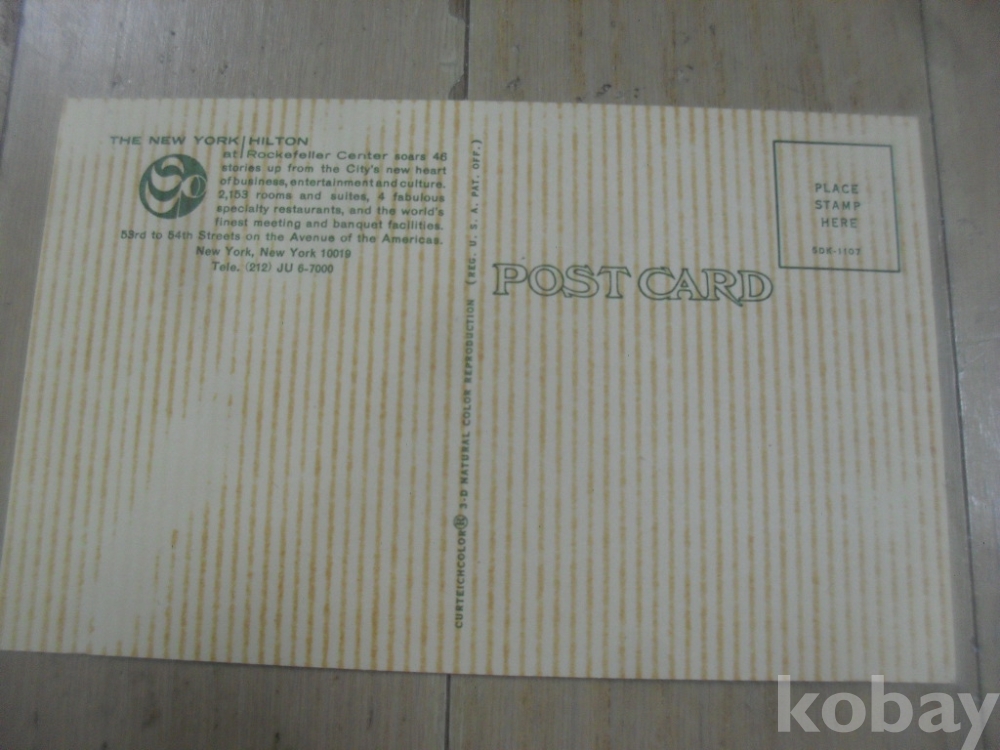 THE NEW YORK HILTON
at Rockefeller Center soars 46
stories up from the City's new heart
of business, entertainment and culture.
2,153 rooms and suites, 4 fabulous
specialty restaurants, and the world's
finest meeting and banquet facilities.
53rd to 54th Streets on the Avenue of the Americas.
New York, New York 10019
Tele. (212) JU 6-7000
CURTEICHCOLOR® 3-D NATURAL COLOR REPRODUCTION (REG. U. S. A. PAT. OFF.)
POST CARD
PLACE
STAMP
HERE
SDK-1107
kobay